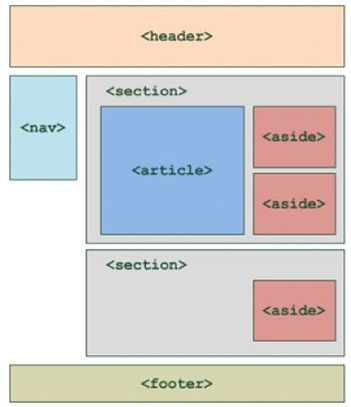 <header>
<nav>
<section>
<article>
<aside>
<aside>
<section>
<aside>
<footer>